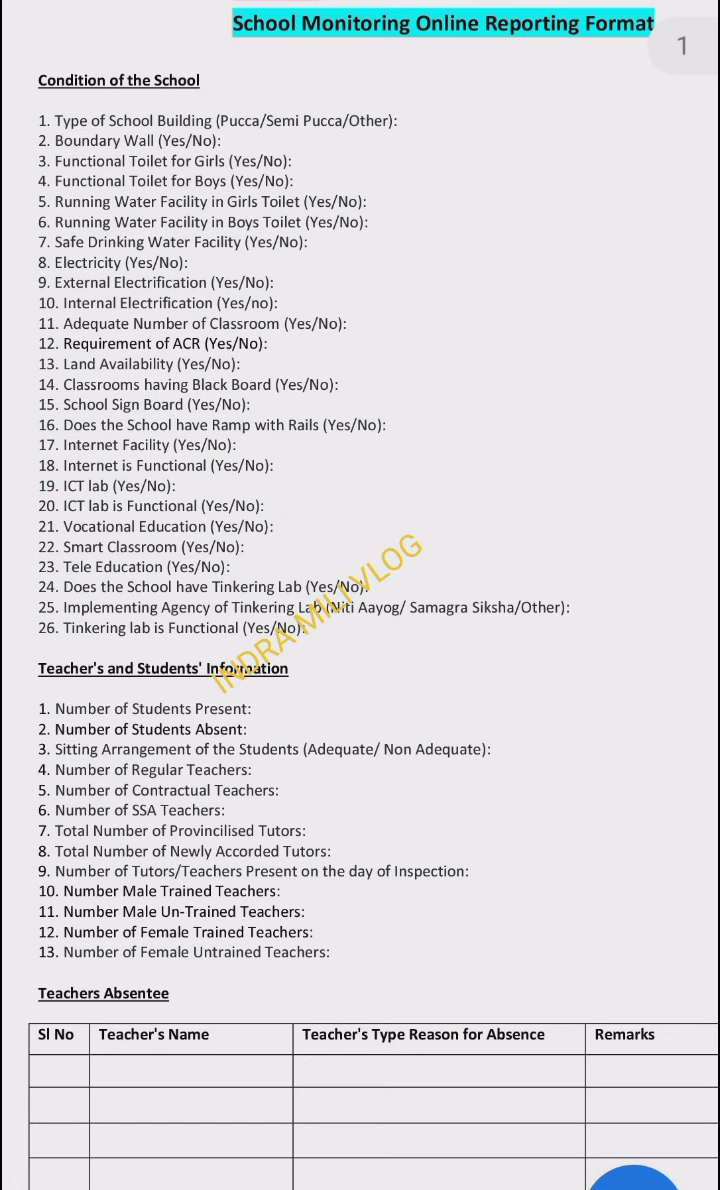 School Monitoring Online Reporting Format
1
Condition of the School
1. Type of School Building (Pucca/Semi Pucca/Other):
2. Boundary Wall (Yes/No):
3. Functional Toilet for Girls (Yes/No):
4. Functional Toilet for Boys (Yes/No):
5. Running Water Facility in Girls Toilet (Yes/No):
6. Running Water Facility in Boys Toilet (Yes/No):
7. Safe Drinking Water Facility (Yes/No):
8. Electricity (Yes/No):
9. External Electrification (Yes/No):
10. Internal Electrification (Yes/no):
11. Adequate Number of Classroom (Yes/No):
12. Requirement of ACR (Yes/No):
13. Land Availability (Yes/No):
14. Classrooms having Black Board (Yes/No):
15. School Sign Board (Yes/No):
16. Does the School have Ramp with Rails (Yes/No):
17. Internet Facility (Yes/No):
18. Internet is Functional (Yes/No):
19. ICT lab (Yes/No):
20. ICT lab is Functional (Yes/No):
21. Vocational Education (Yes/No):
22. Smart Classroom (Yes/No):
23. Tele Education (Yes/No):
24. Does the School have Tinkering Lab (Yes/No):
25. Implementing Agency of Tinkering Lab (Niti Aayog/ Samagra Siksha/Other):
26. Tinkering lab is Functional (Yes/No):
INDRA MILI VLOG
Teacher's and Students' Information
1. Number of Students Present:
2. Number of Students Absent:
3. Sitting Arrangement of the Students (Adequate/ Non Adequate):
4. Number of Regular Teachers:
5. Number of Contractual Teachers:
6. Number of SSA Teachers:
7. Total Number of Provincilised Tutors:
8. Total Number of Newly Accorded Tutors:
9. Number of Tutors/Teachers Present on the day of Inspection:
10. Number Male Trained Teachers:
11. Number Male Un-Trained Teachers:
12. Number of Female Trained Teachers:
13. Number of Female Untrained Teachers:
Teachers Absentee
Sl No Teacher's Name Teacher's Type Reason for Absence Remarks